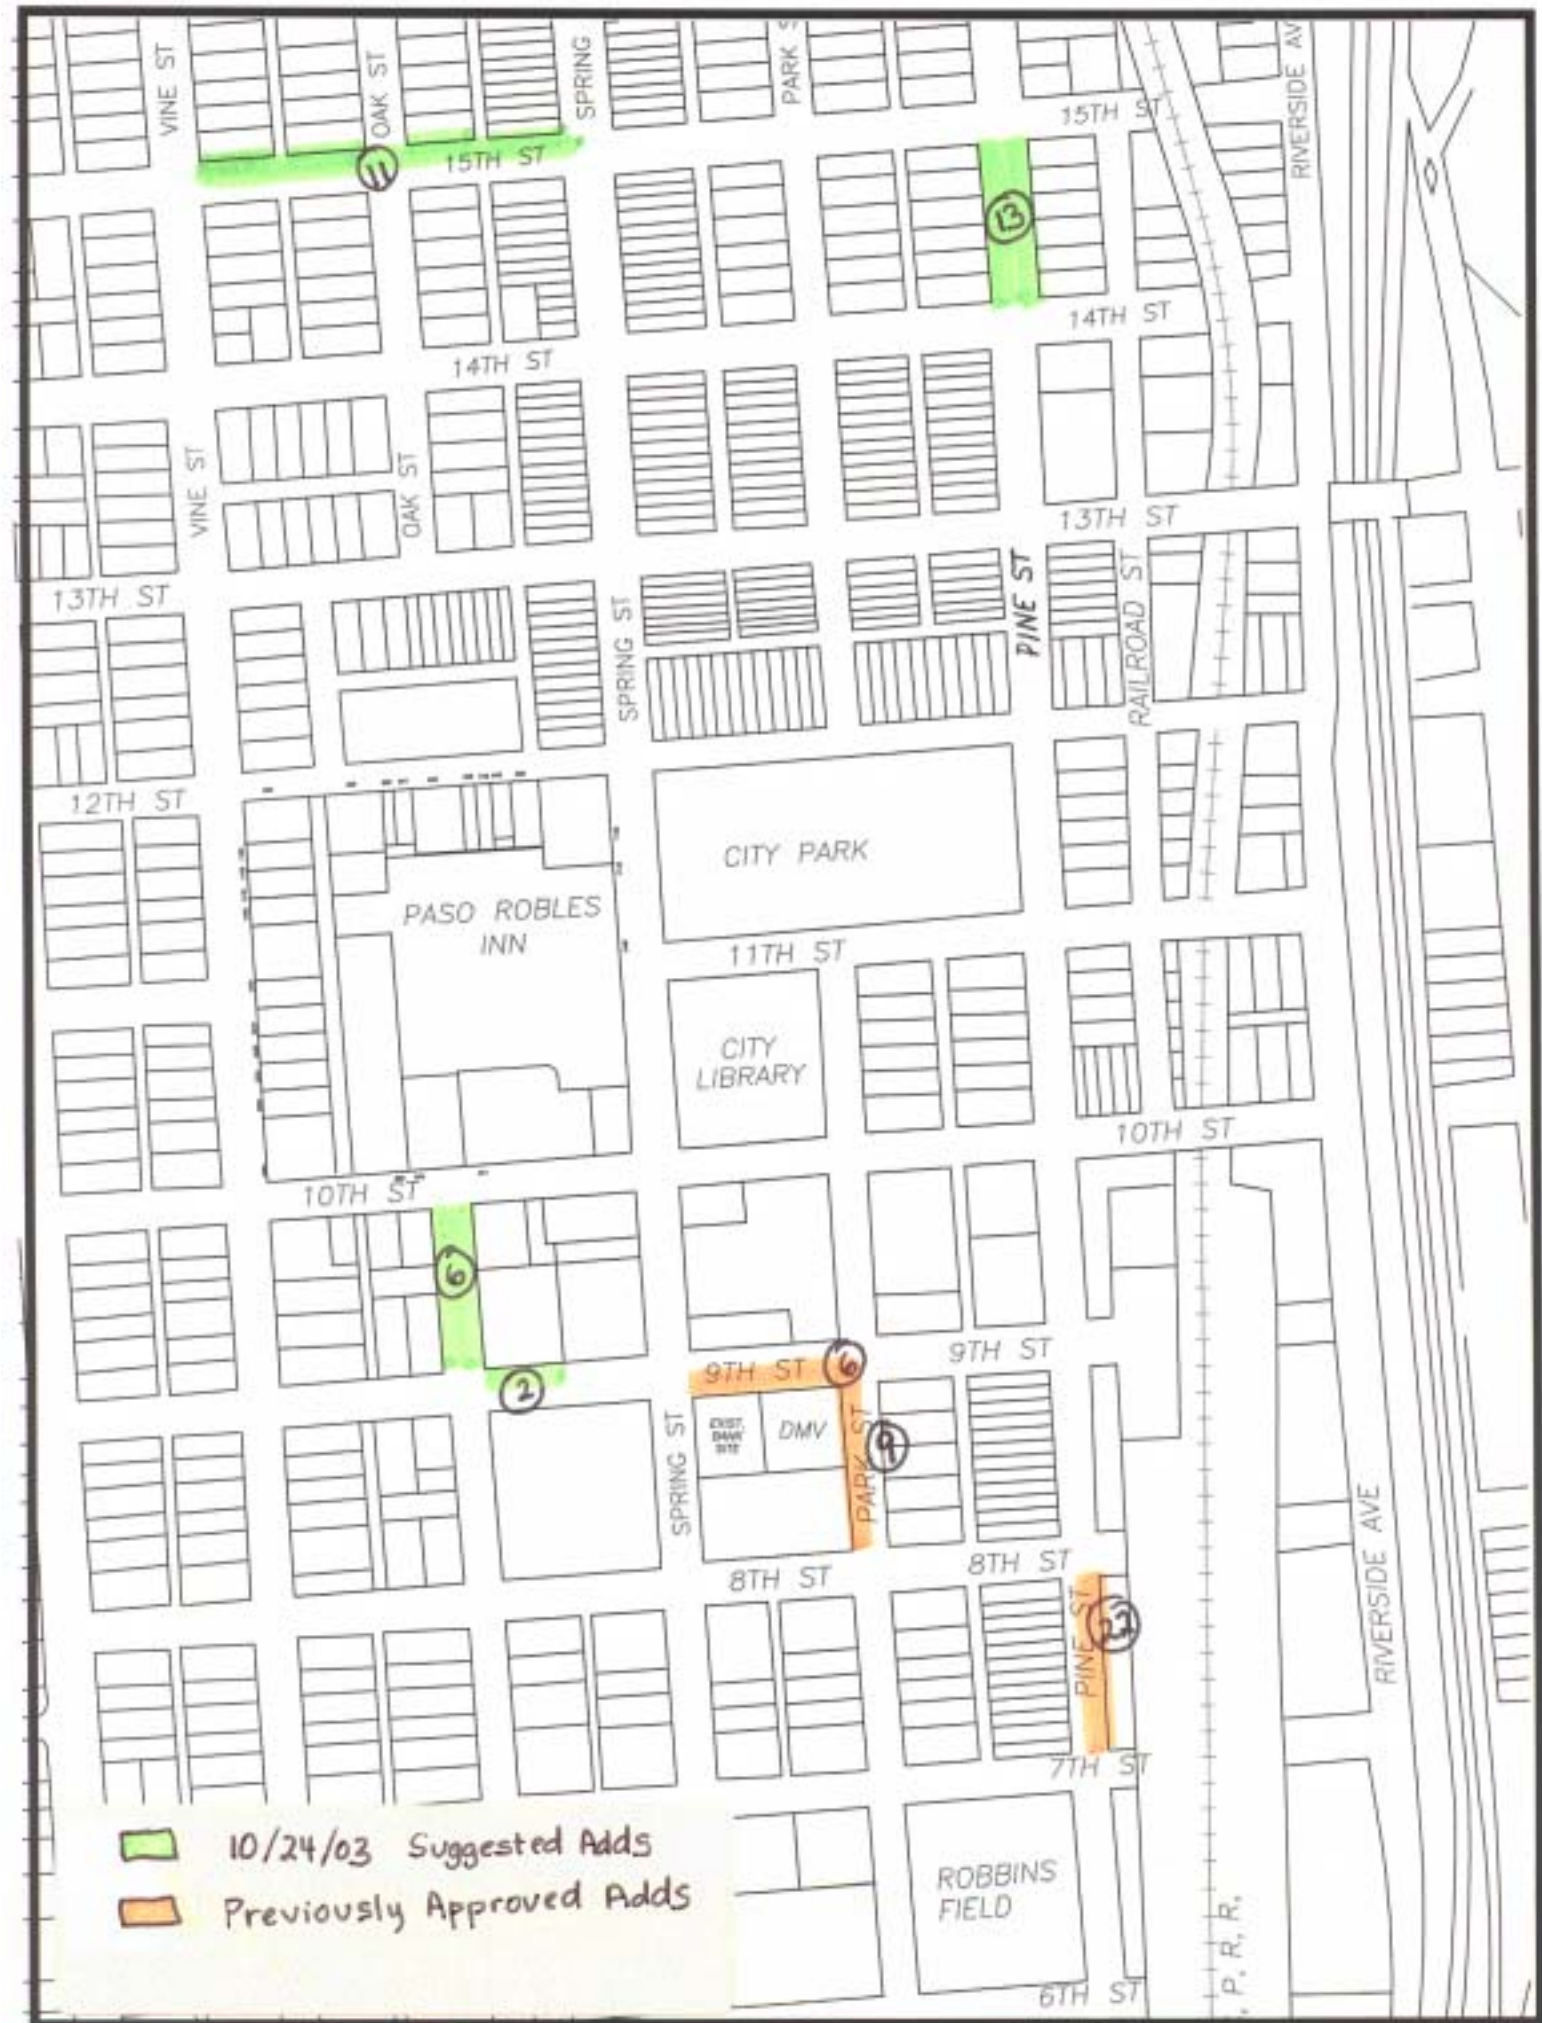 VINE ST
OAK ST
SPRING
PARK S
15TH ST
RIVERSIDE AV
11
15TH ST
13
14TH ST
14TH ST
VINE ST
OAK ST
13TH ST
PINE ST
RAILROAD ST
13TH ST
SPRING ST
12TH ST
CITY PARK
PASO ROBLES
INN
11TH ST
CITY
LIBRARY
10TH ST
10TH ST
6
9TH ST
6
9TH ST
2
SPRING ST
EXIST.
BANK
SITE
DMV
PARK ST
9
RIVERSIDE AVE
8TH ST
8TH ST
PINE ST
22
7TH ST
10/24/03 Suggested Adds
Previously Approved Adds
ROBBINS
FIELD
. P. R. R.
6TH ST